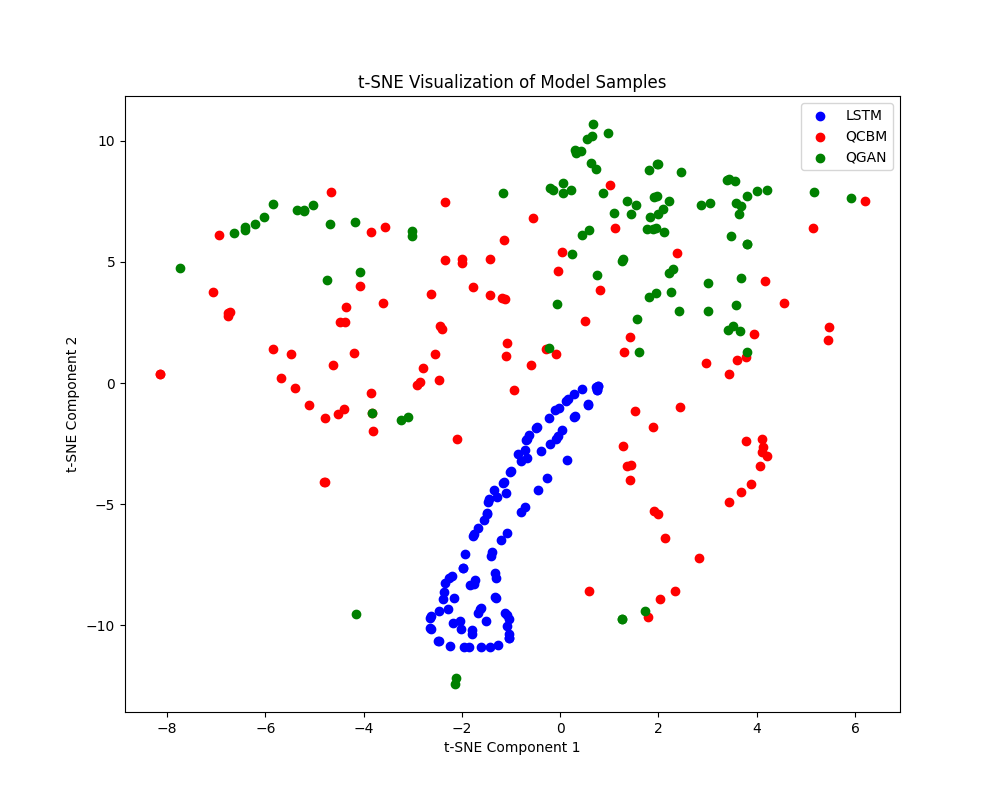 t-SNE Visualization of Model Samples
LSTM
QCBM
QGAN
10
5
0
−5
−10
t-SNE Component 2
−8 −6 −4 −2 0 2 4 6
t-SNE Component 1